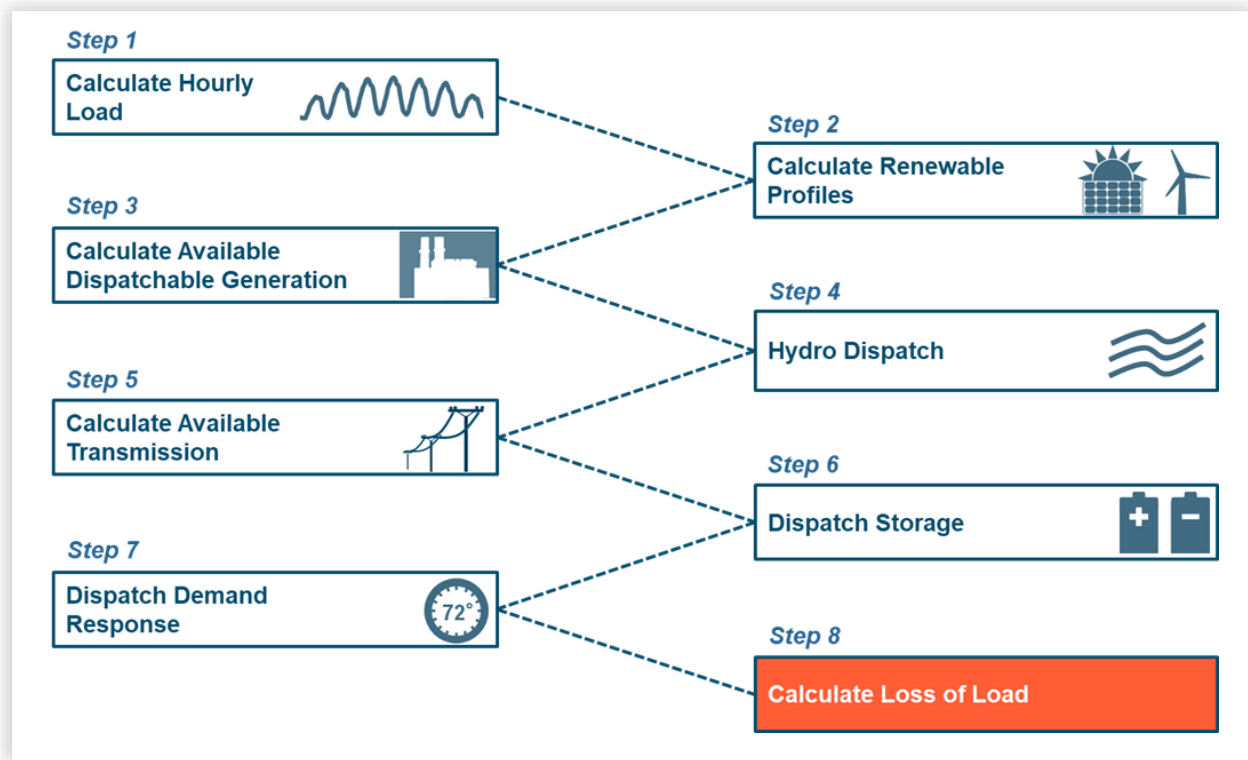 Step 1
Calculate Hourly
Load
Step 2
Calculate Renewable
Profiles
Step 3
Calculate Available
Dispatchable Generation
Step 4
Hydro Dispatch
Step 5
Calculate Available
Transmission
Step 6
Dispatch Storage
Step 7
Dispatch Demand
Response
72°
Step 8
Calculate Loss of Load